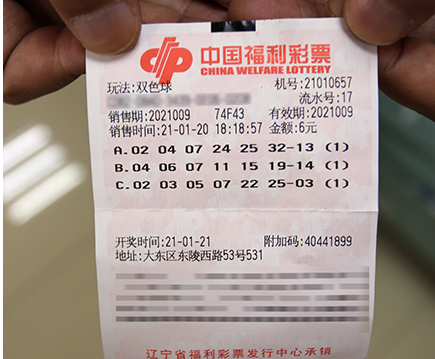 中国福利彩票
CHINA WELFARE LOTTERY
玩法:双色球 机号:21010657
流水号:17
销售期:2021009 74F43 有效期:2021009
销售时间:21-01-20 18:18:57 金额:6元
A.02 04 07 24 25 32-13 (1)
B.04 06 07 11 15 19-14 (1)
C.02 03 05 07 22 25-03 (1)
开奖时间:21-01-21 附加码:40441899
地址:大东区东陵西路53号531
辽宁省福利彩票发行中心承销